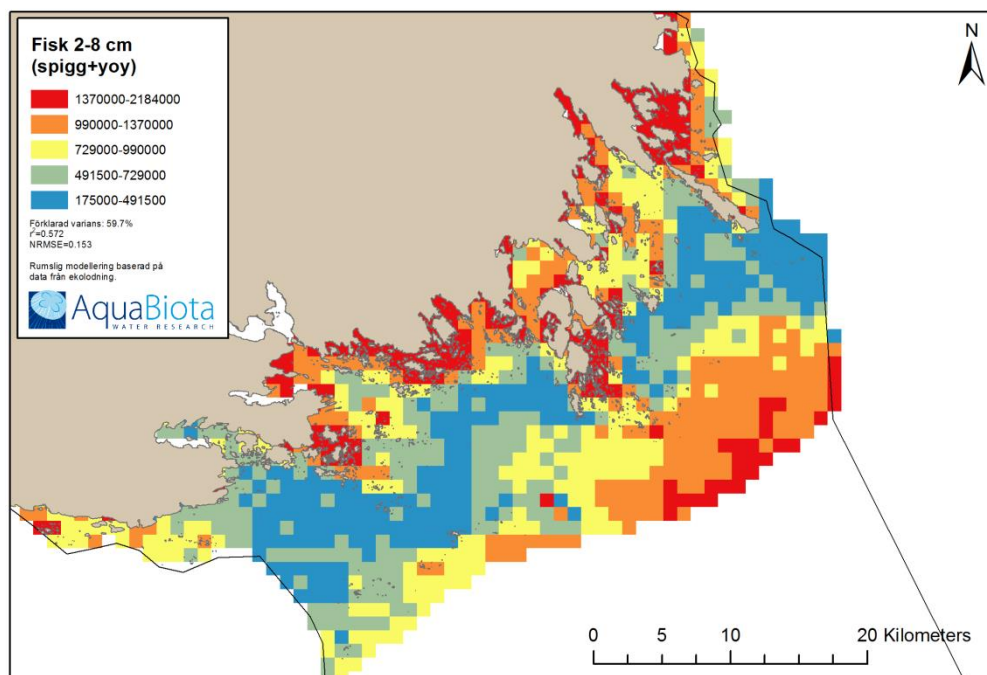 Fisk 2-8 cm
(spigg+yoy)
1370000-2184000
990000-1370000
729000-990000
491500-729000
175000-491500
Förklarad varians: 59.7%
r²=0.572
NRMSE=0.153
Rumslig modellering baserad på
data från ekolodning.
AquaBiota
WATER RESEARCH
N
0 5 10 20 Kilometers